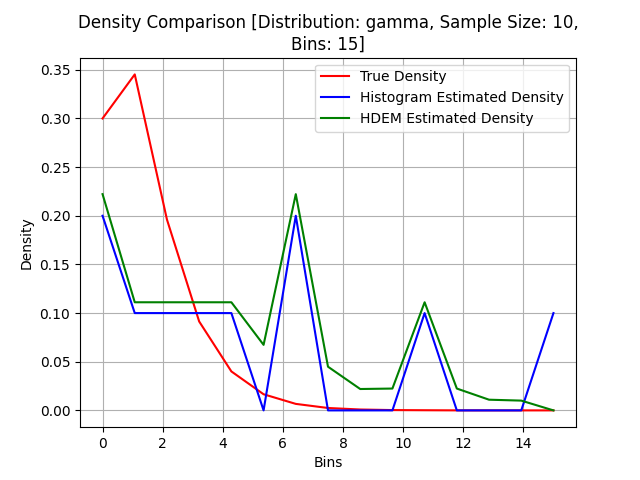 Density Comparison [Distribution: gamma, Sample Size: 10,
Bins: 15]
True Density
Histogram Estimated Density
HDEM Estimated Density
Density
0.35
0.30
0.25
0.20
0.15
0.10
0.05
0.00
0 2 4 6 8 10 12 14
Bins